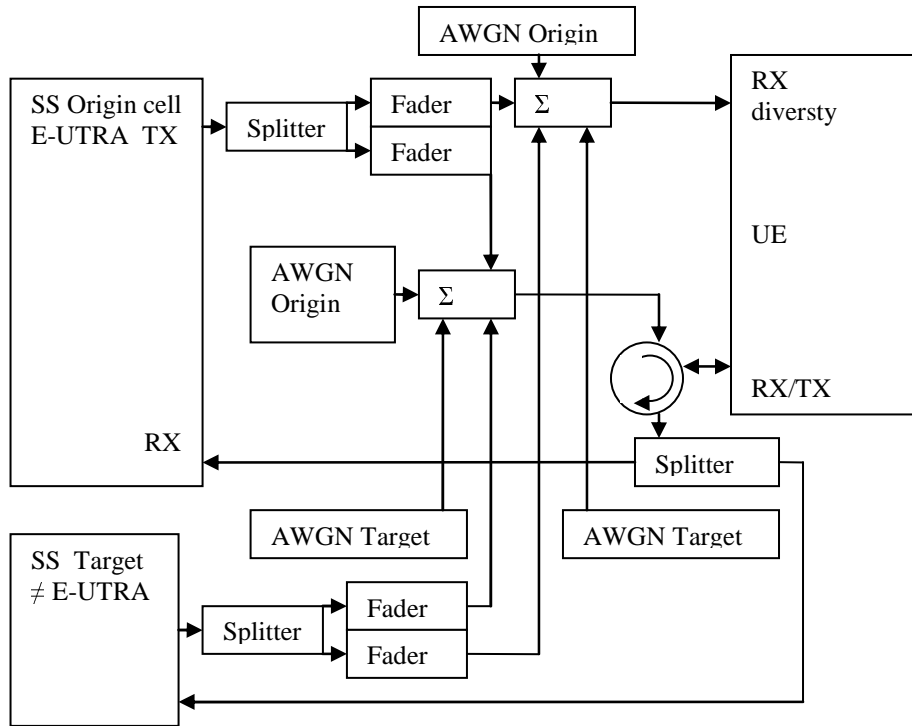 AWGN Origin
SS Origin cell
E-UTRA TX
Splitter
Fader
Fader
Σ
RX
diversty
UE
RX/TX
AWGN
Origin
Σ
RX
Splitter
AWGN Target
AWGN Target
SS Target
≠ E-UTRA
Splitter
Fader
Fader